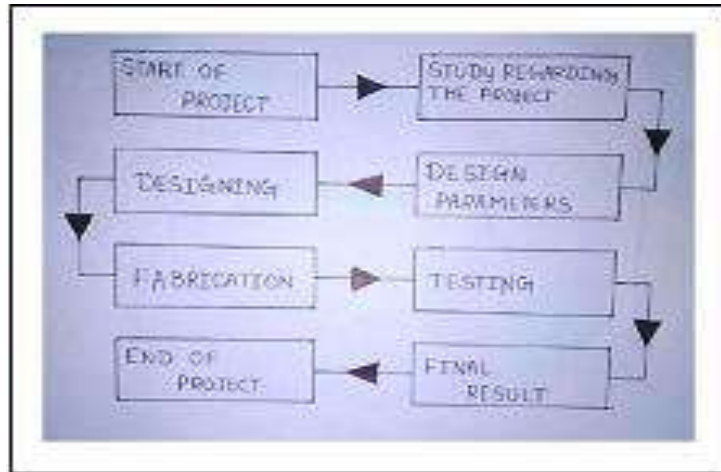 START OF
PROJECT
STUDY REGARDING
THE PROJECT
DESIGN
PARAMETERS
DESIGNING
FABRICATION
TESTING
FINAL
RESULT
END OF
PROJECT